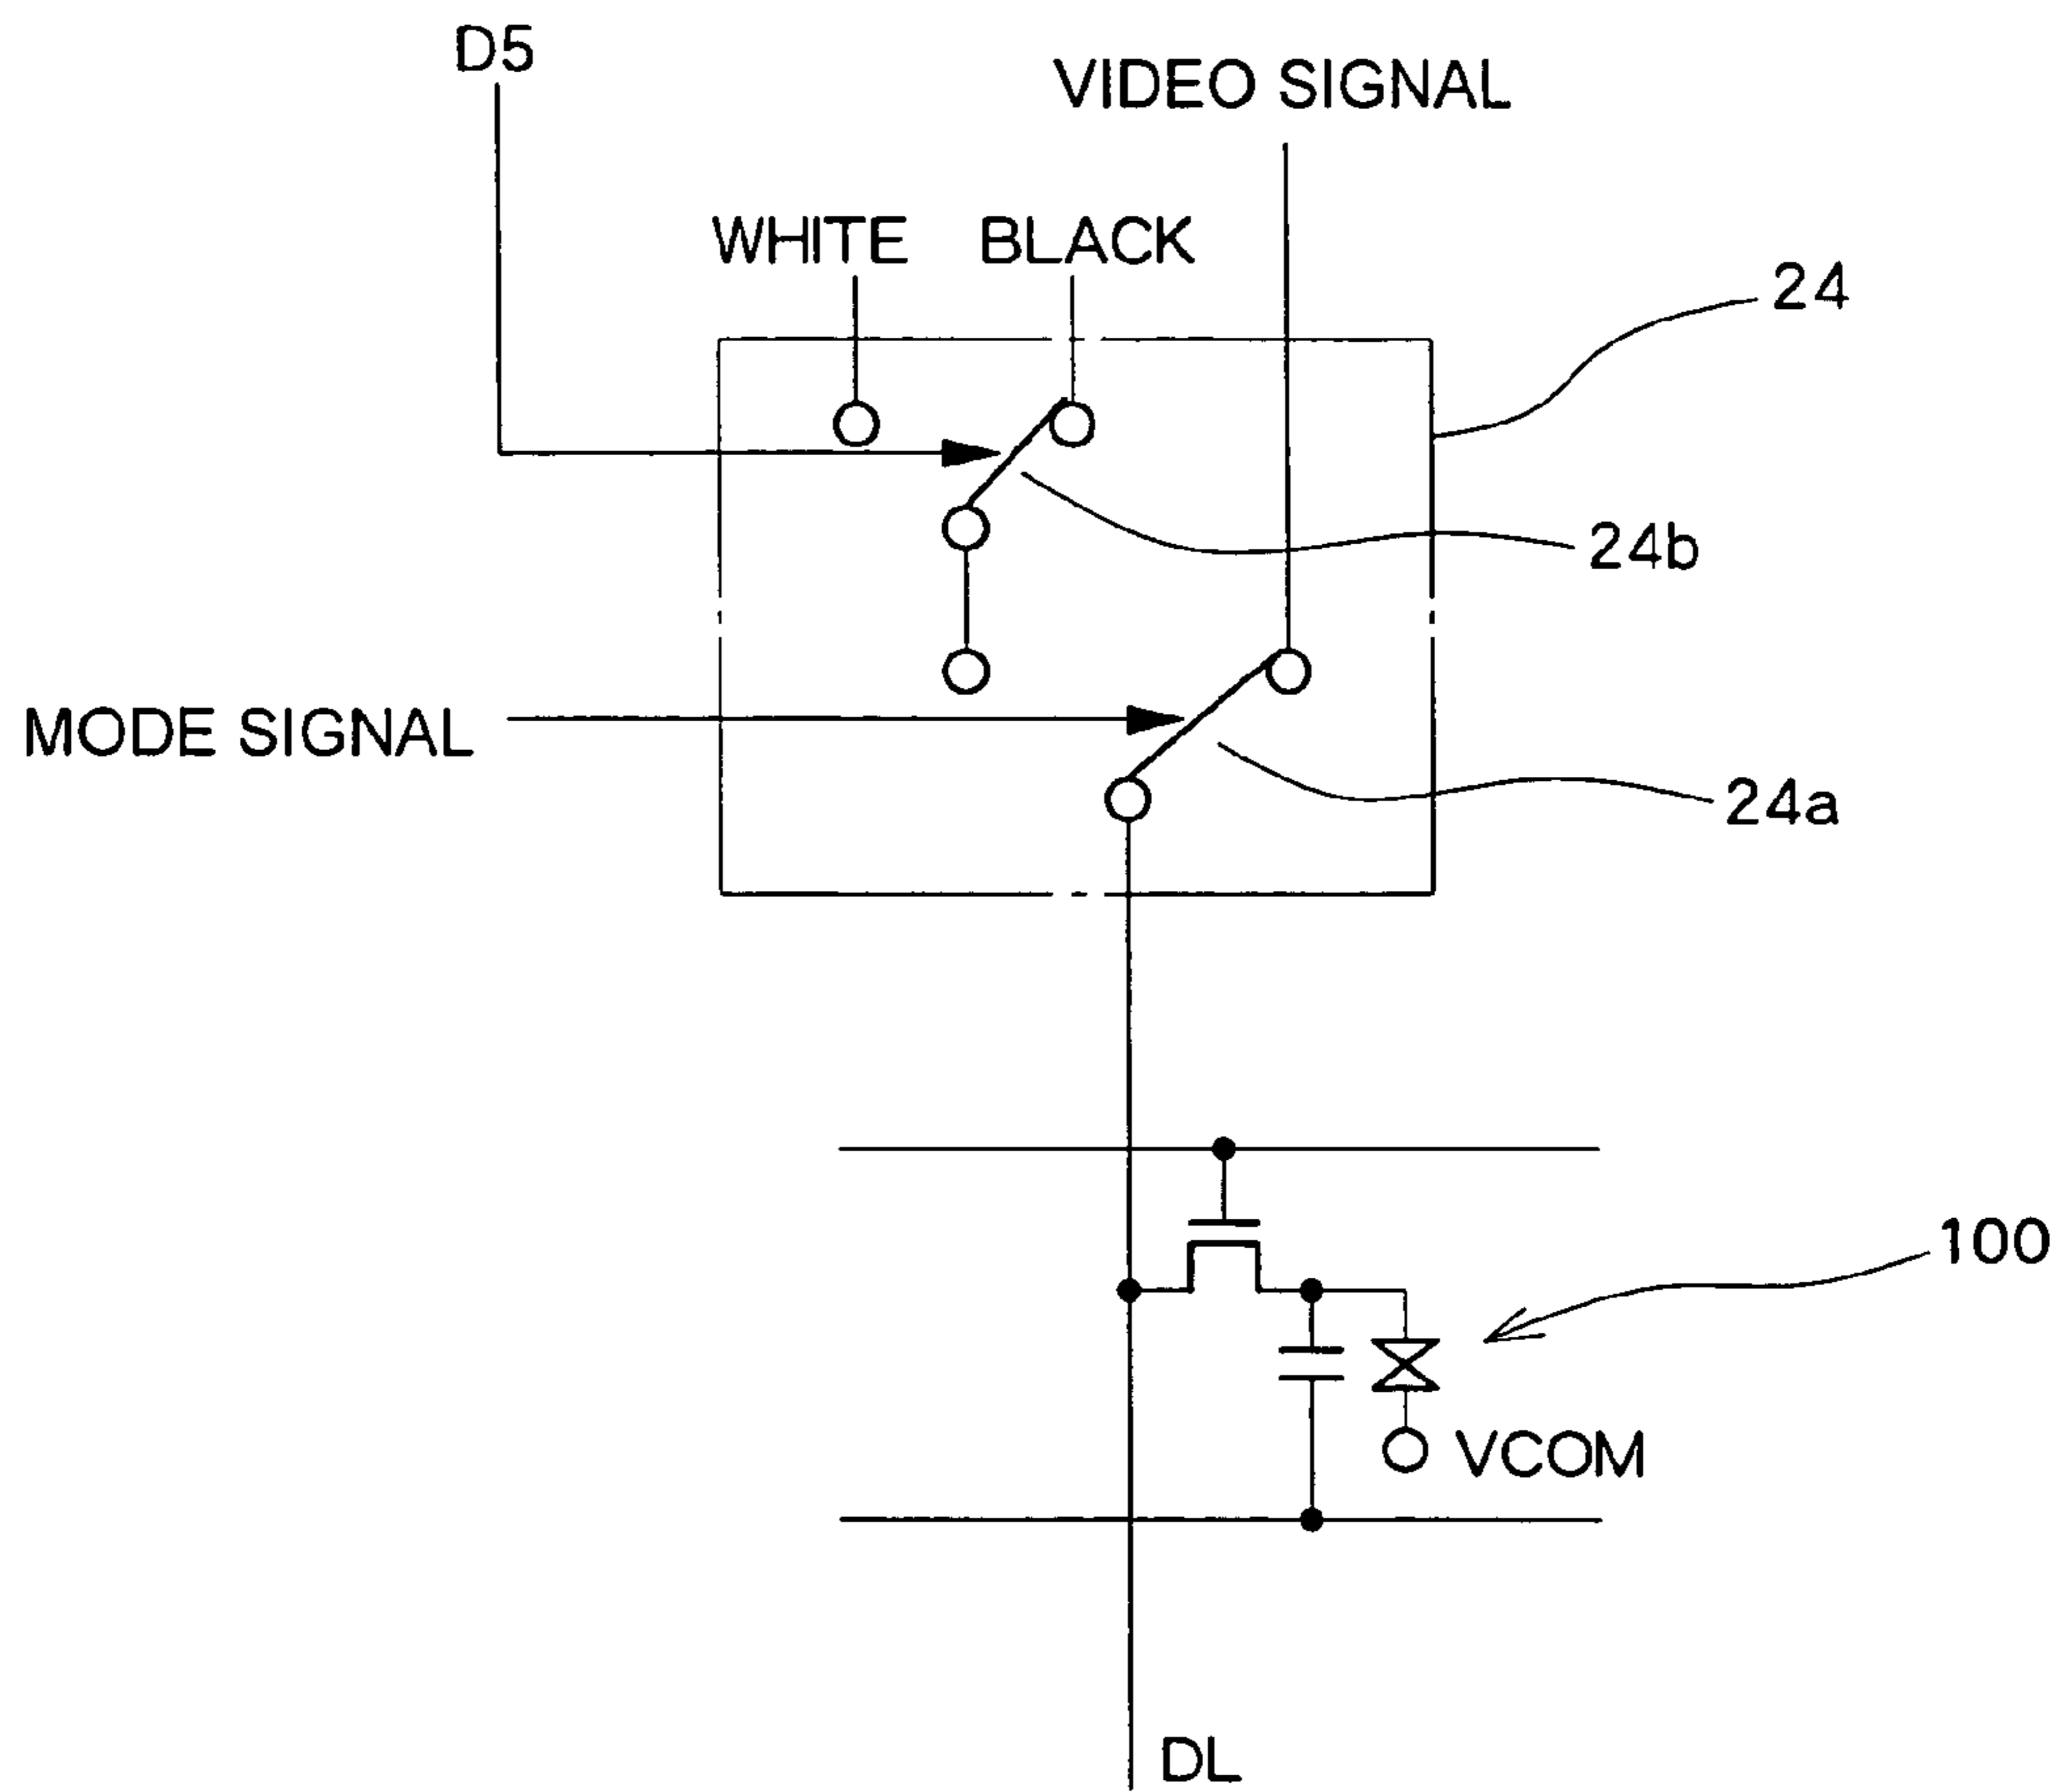 D5
VIDEO SIGNAL
WHITE
BLACK
24
24b
MODE SIGNAL
24a
100
VCOM
DL